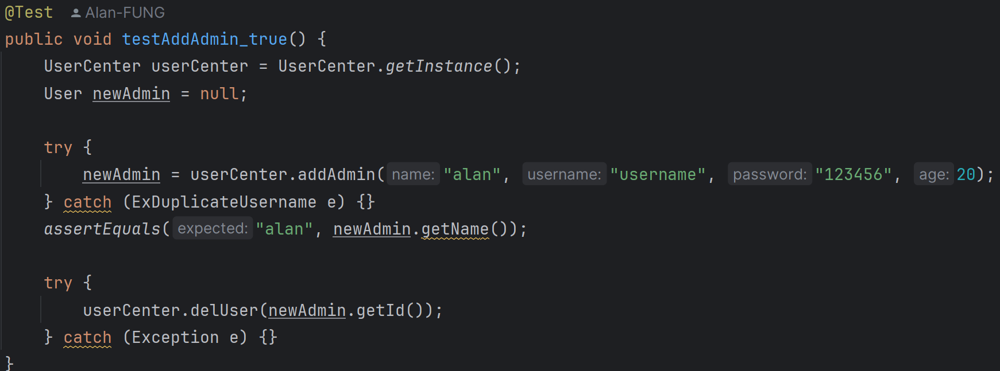 @Test Alan-FUNG
public void testAddAdmin_true() {
    UserCenter userCenter = UserCenter.getInstance();
    User newAdmin = null;

    try {
        newAdmin = userCenter.addAdmin( name: "alan", username: "username", password: "123456", age: 20);
    } catch (ExDuplicateUsername e) {}
    assertEquals( expected: "alan", newAdmin.getName());

    try {
        userCenter.delUser(newAdmin.getId());
    } catch (Exception e) {}
}